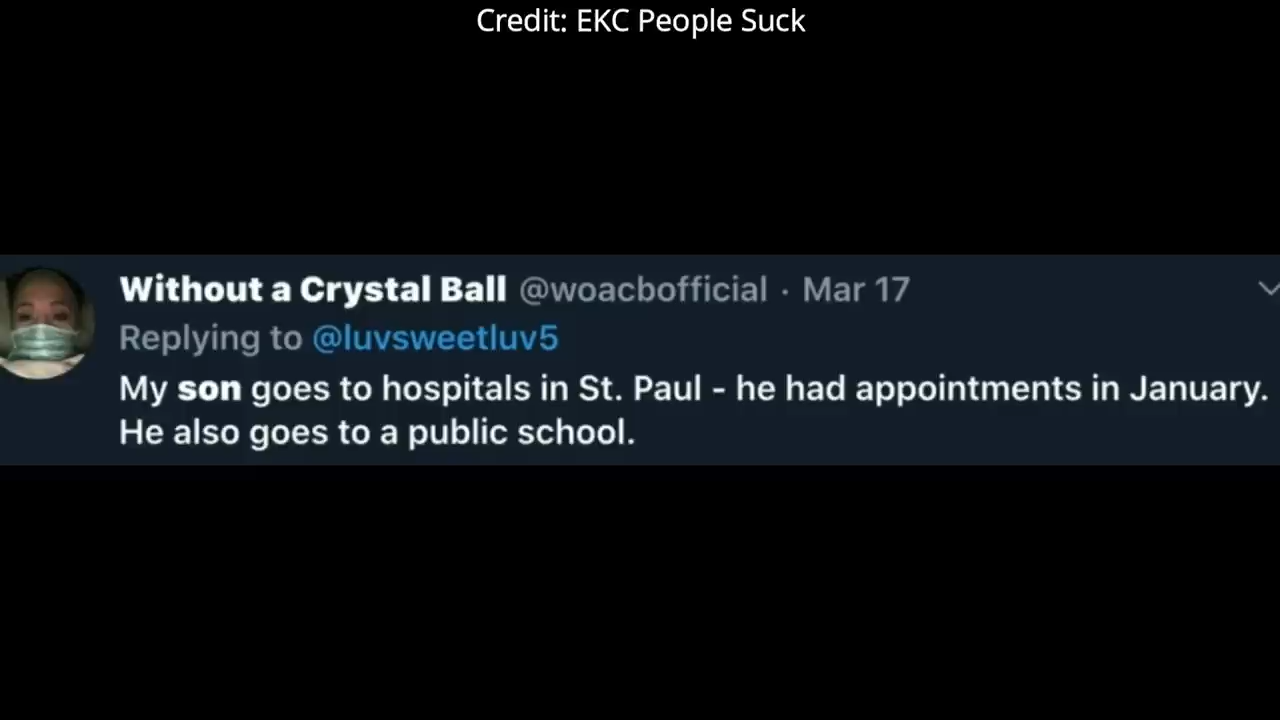 Credit: EKC People Suck
Without a Crystal Ball @woacbofficial · Mar 17
Replying to @luvsweetluv5
My son goes to hospitals in St. Paul - he had appointments in January.
He also goes to a public school.